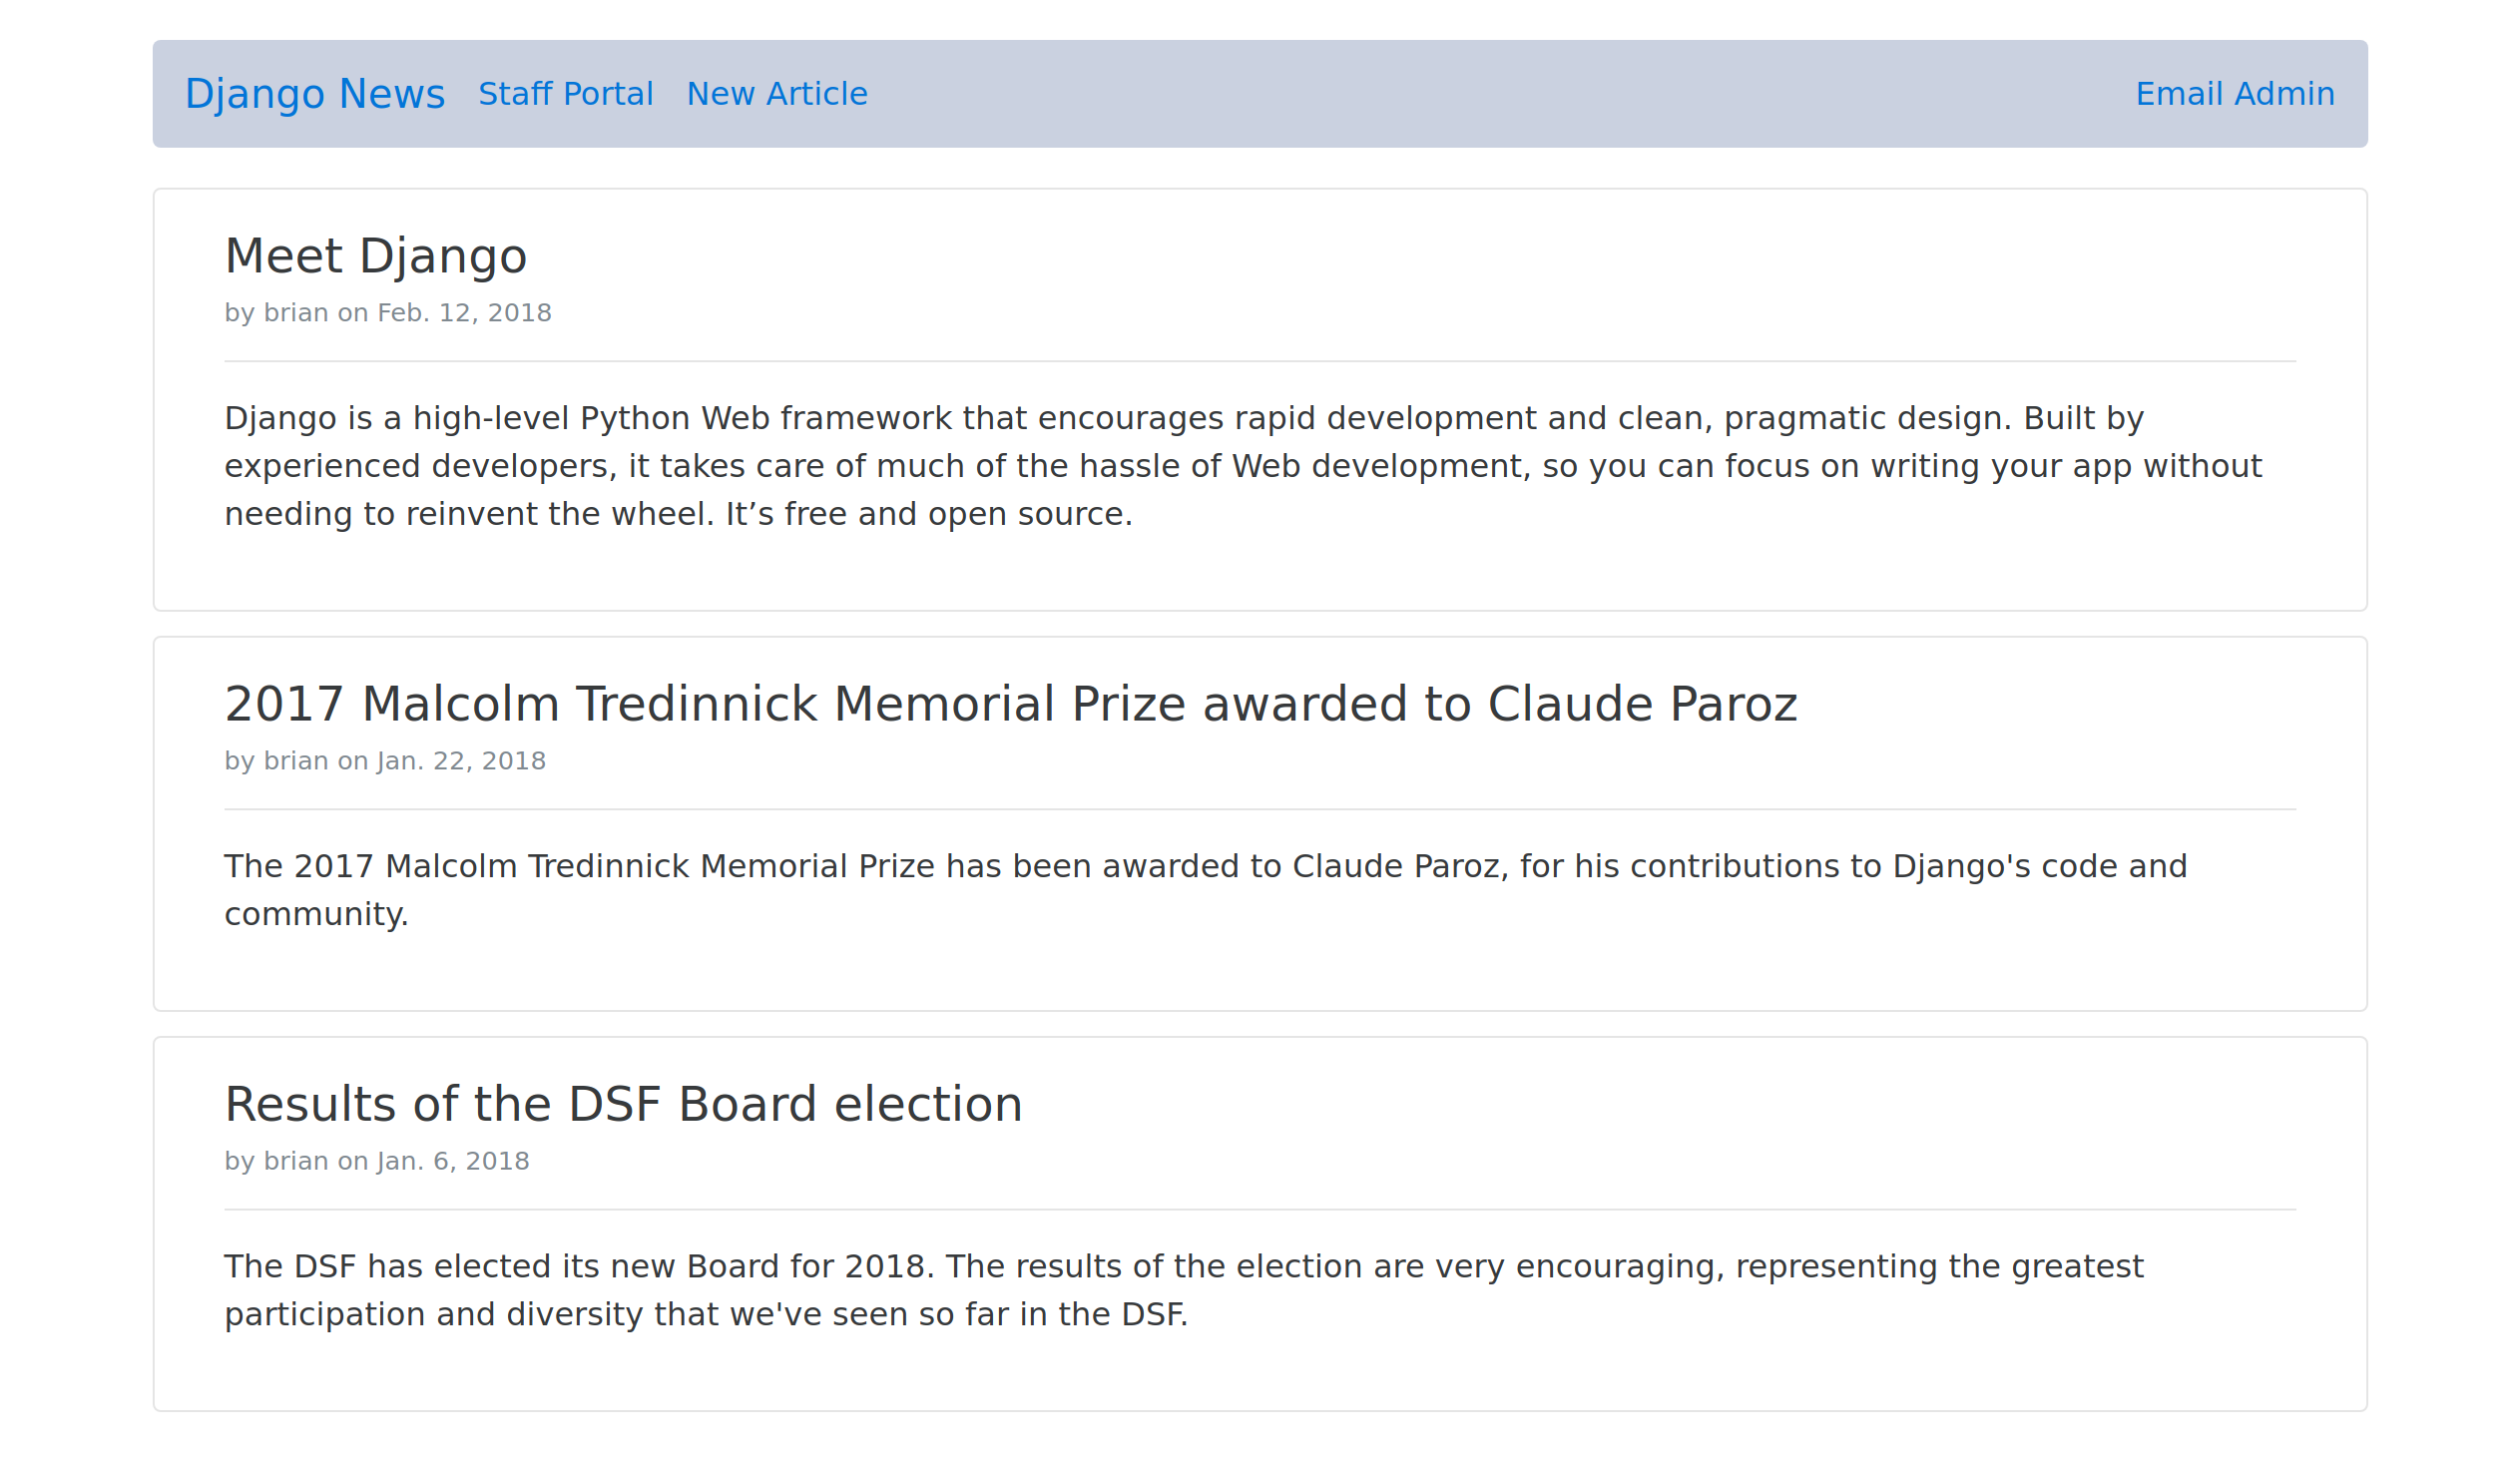 Django News Staff Portal New Article Email Admin
Meet Django
by brian on Feb. 12, 2018
Django is a high-level Python Web framework that encourages rapid development and clean, pragmatic design. Built by
experienced developers, it takes care of much of the hassle of Web development, so you can focus on writing your app without
needing to reinvent the wheel. It’s free and open source.
2017 Malcolm Tredinnick Memorial Prize awarded to Claude Paroz
by brian on Jan. 22, 2018
The 2017 Malcolm Tredinnick Memorial Prize has been awarded to Claude Paroz, for his contributions to Django's code and
community.
Results of the DSF Board election
by brian on Jan. 6, 2018
The DSF has elected its new Board for 2018. The results of the election are very encouraging, representing the greatest
participation and diversity that we've seen so far in the DSF.